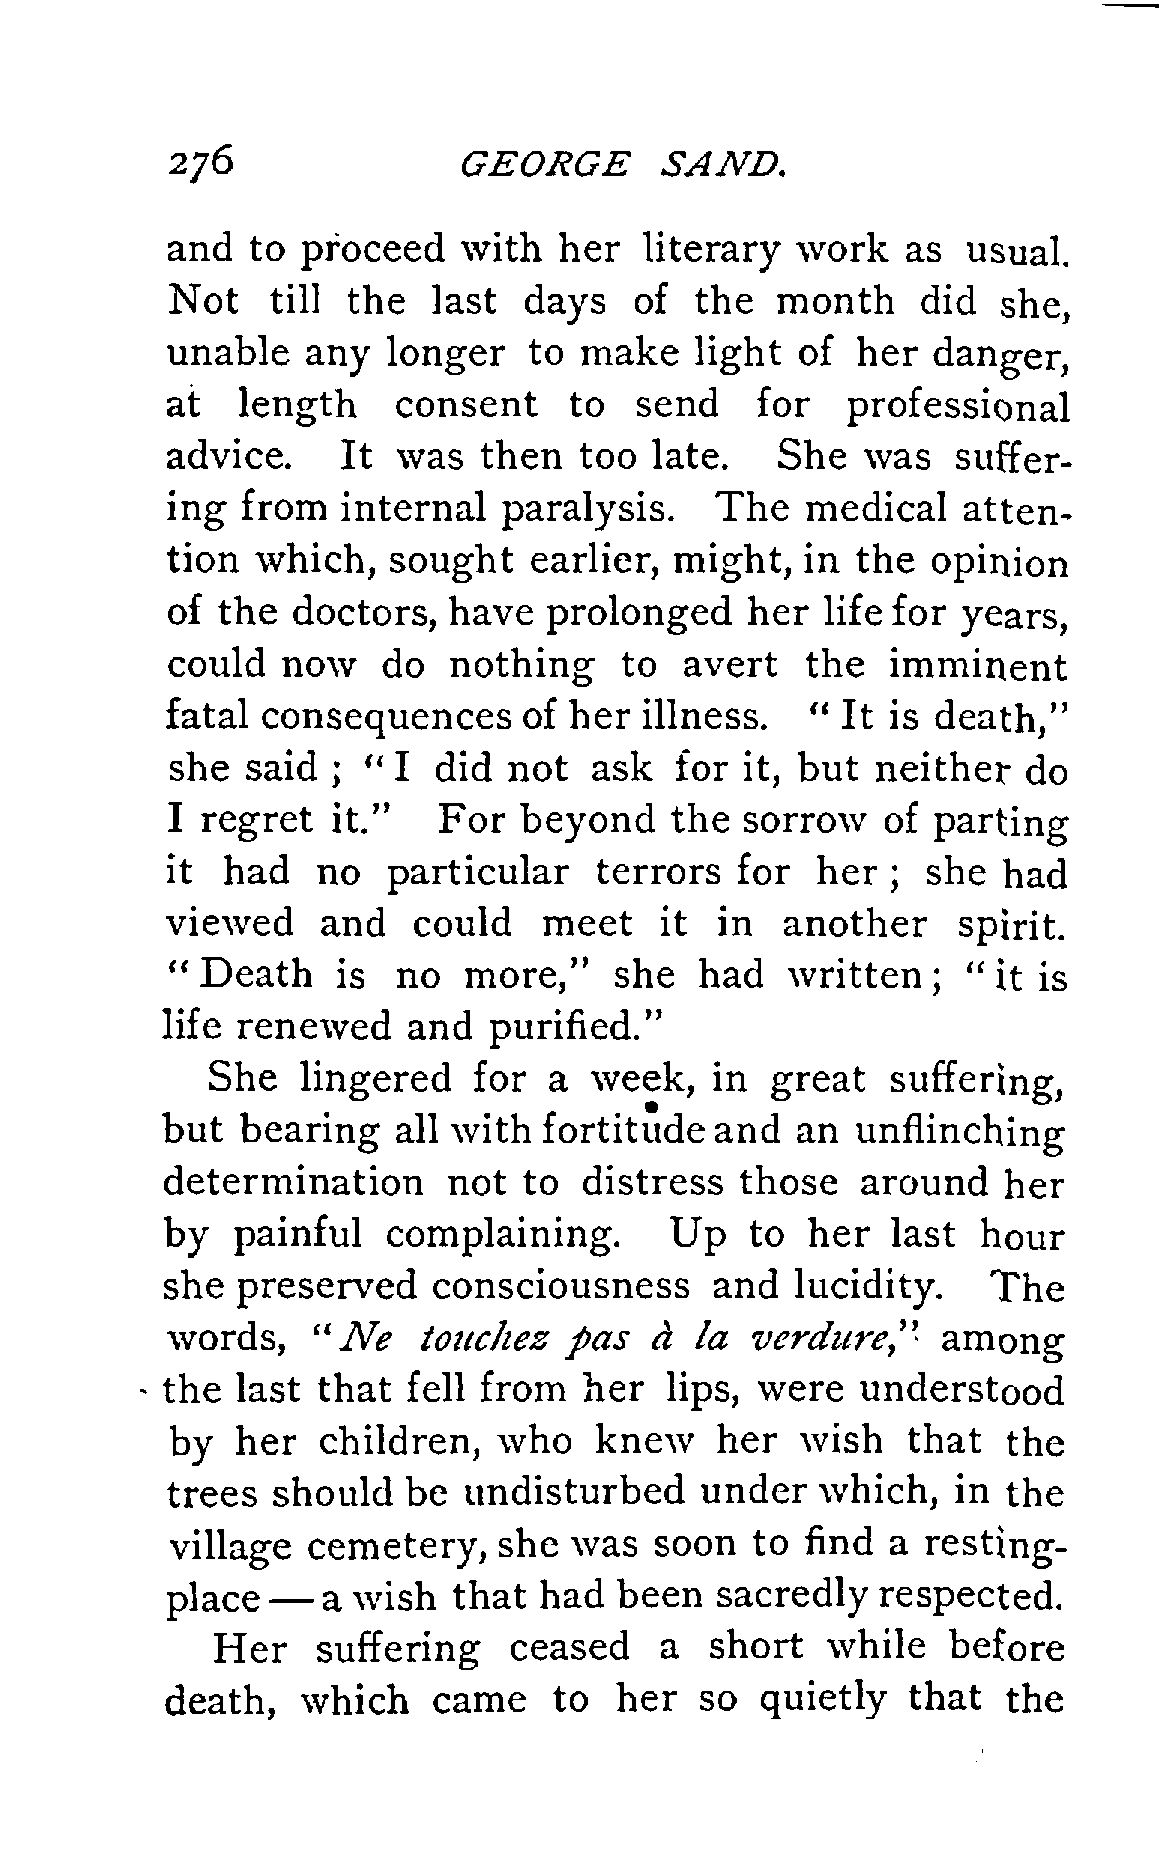 276 GEORGE SAND.
and to proceed with her literary work as usual.
Not till the last days of the month did she,
unable any longer to make light of her danger,
at length consent to send for professional
advice. It was then too late. She was suffer-
ing from internal paralysis. The medical atten-
tion which, sought earlier, might, in the opinion
of the doctors, have prolonged her life for years,
could now do nothing to avert the imminent
fatal consequences of her illness. "It is death,"
she said; "I did not ask for it, but neither do
I regret it." For beyond the sorrow of parting
it had no particular terrors for her; she had
viewed and could meet it in another spirit.
"Death is no more," she had written; "it is
life renewed and purified."
She lingered for a week, in great suffering,
but bearing all with fortitude and an unflinching
determination not to distress those around her
by painful complaining. Up to her last hour
she preserved consciousness and lucidity. The
words, "Ne touchez pas à la verdure," among
the last that fell from her lips, were understood
by her children, who knew her wish that the
trees should be undisturbed under which, in the
village cemetery, she was soon to find a resting-
place — a wish that had been sacredly respected.
Her suffering ceased a short while before
death, which came to her so quietly that the